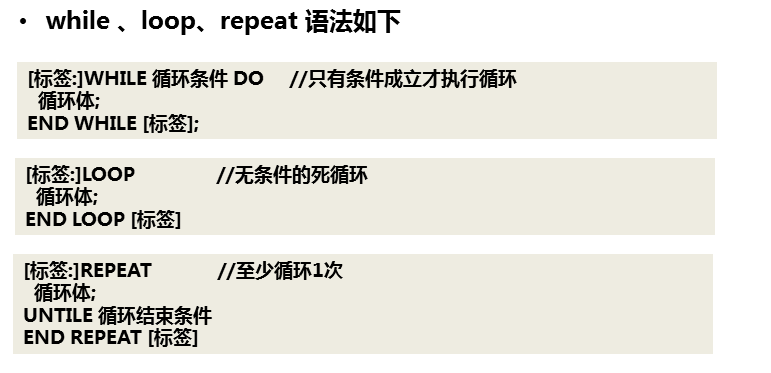 • while 、loop、repeat 语法如下
[标签:]WHILE 循环条件 DO //只有条件成立才执行循环
循环体;
END WHILE [标签];
[标签:]LOOP //无条件的死循环
循环体;
END LOOP [标签]
[标签:]REPEAT //至少循环1次
循环体;
UNTILE 循环结束条件
END REPEAT [标签]